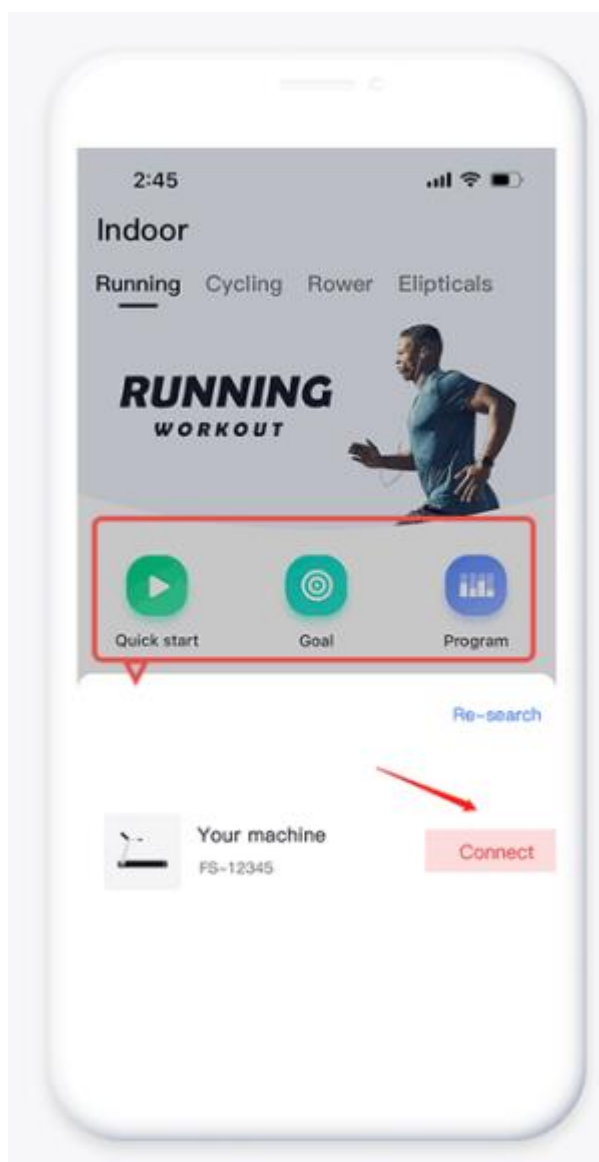 2:45
Indoor
Running Cycling Rower Elipticals
RUNNING
WORKOUT
Quick start Goal Program
Re-search
Your machine
FS-12345
Connect